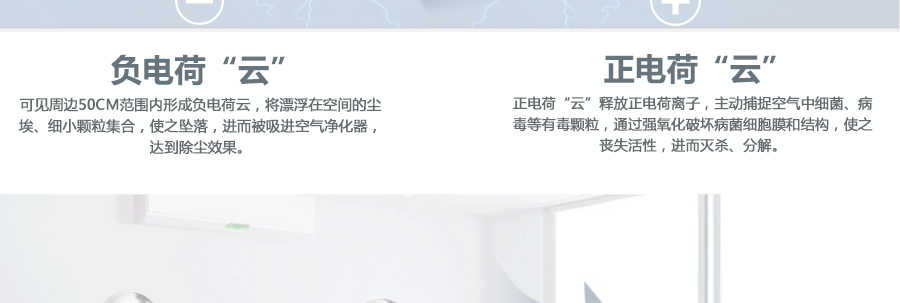 负电荷“云”
可见周边50CM范围内形成负电荷云，将漂浮在空间的尘
埃、细小颗粒集合，使之坠落，进而被吸进空气净化器，
达到除尘效果。
正电荷“云”
正电荷“云”释放正电荷离子，主动捕捉空气中细菌、病
毒等有毒颗粒，通过强氧化破坏病菌细胞膜和结构，使之
丧失活性，进而灭杀、分解。